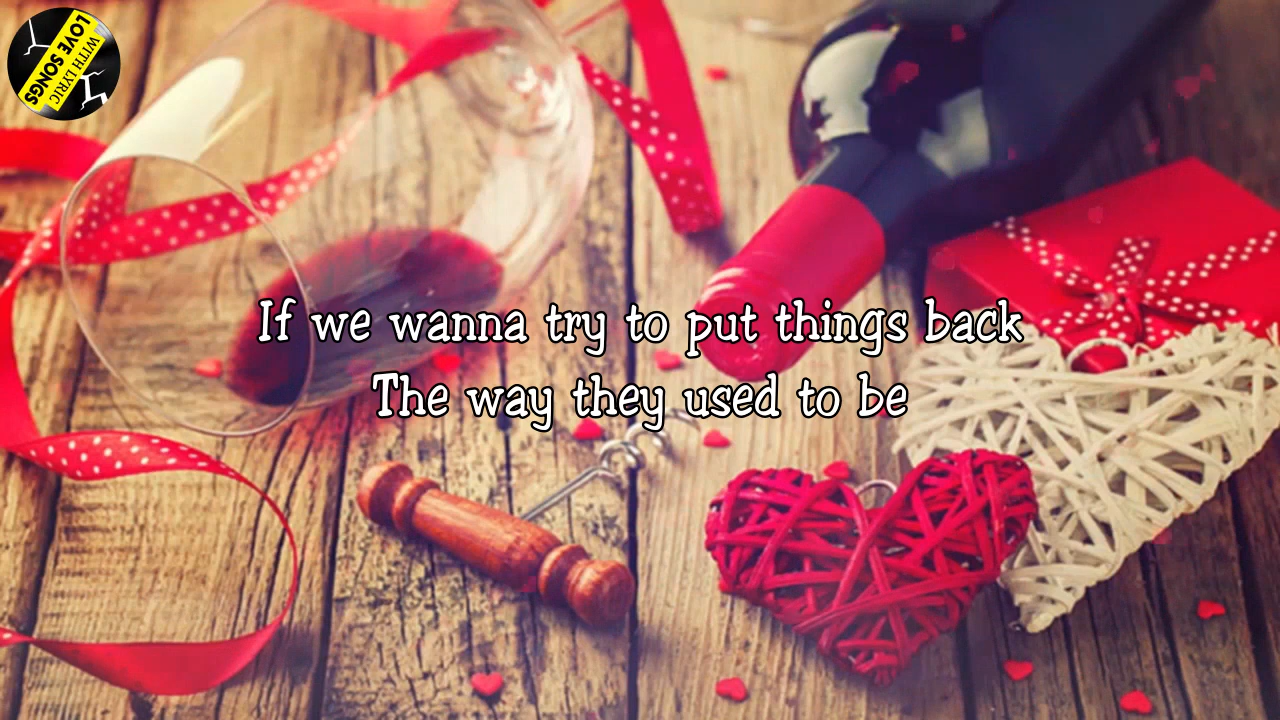 LOVE SONGS
WITH LYRIC
If we wanna try to put things back
The way they used to be